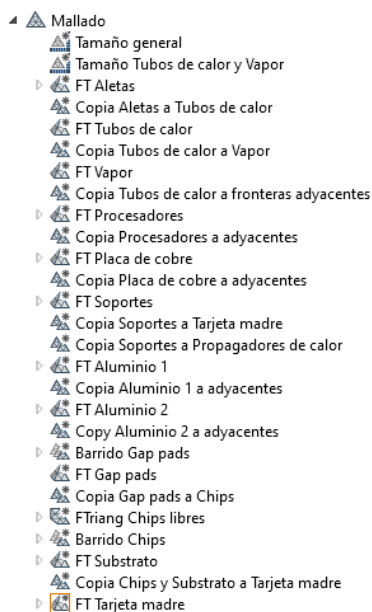 Mallado
Tamaño general
Tamaño Tubos de calor y Vapor
FT Aletas
Copia Aletas a Tubos de calor
FT Tubos de calor
Copia Tubos de calor a Vapor
FT Vapor
Copia Tubos de calor a fronteras adyacentes
FT Procesadores
Copia Procesadores a adyacentes
FT Placa de cobre
Copia Placa de cobre a adyacentes
FT Soportes
Copia Soportes a Tarjeta madre
Copia Soportes a Propagadores de calor
FT Aluminio 1
Copia Aluminio 1 a adyacentes
FT Aluminio 2
Copy Aluminio 2 a adyacentes
Barrido Gap pads
FT Gap pads
Copia Gap pads a Chips
FTriang Chips libres
Barrido Chips
FT Substrato
Copia Chips y Substrato a Tarjeta madre
FT Tarjeta madre